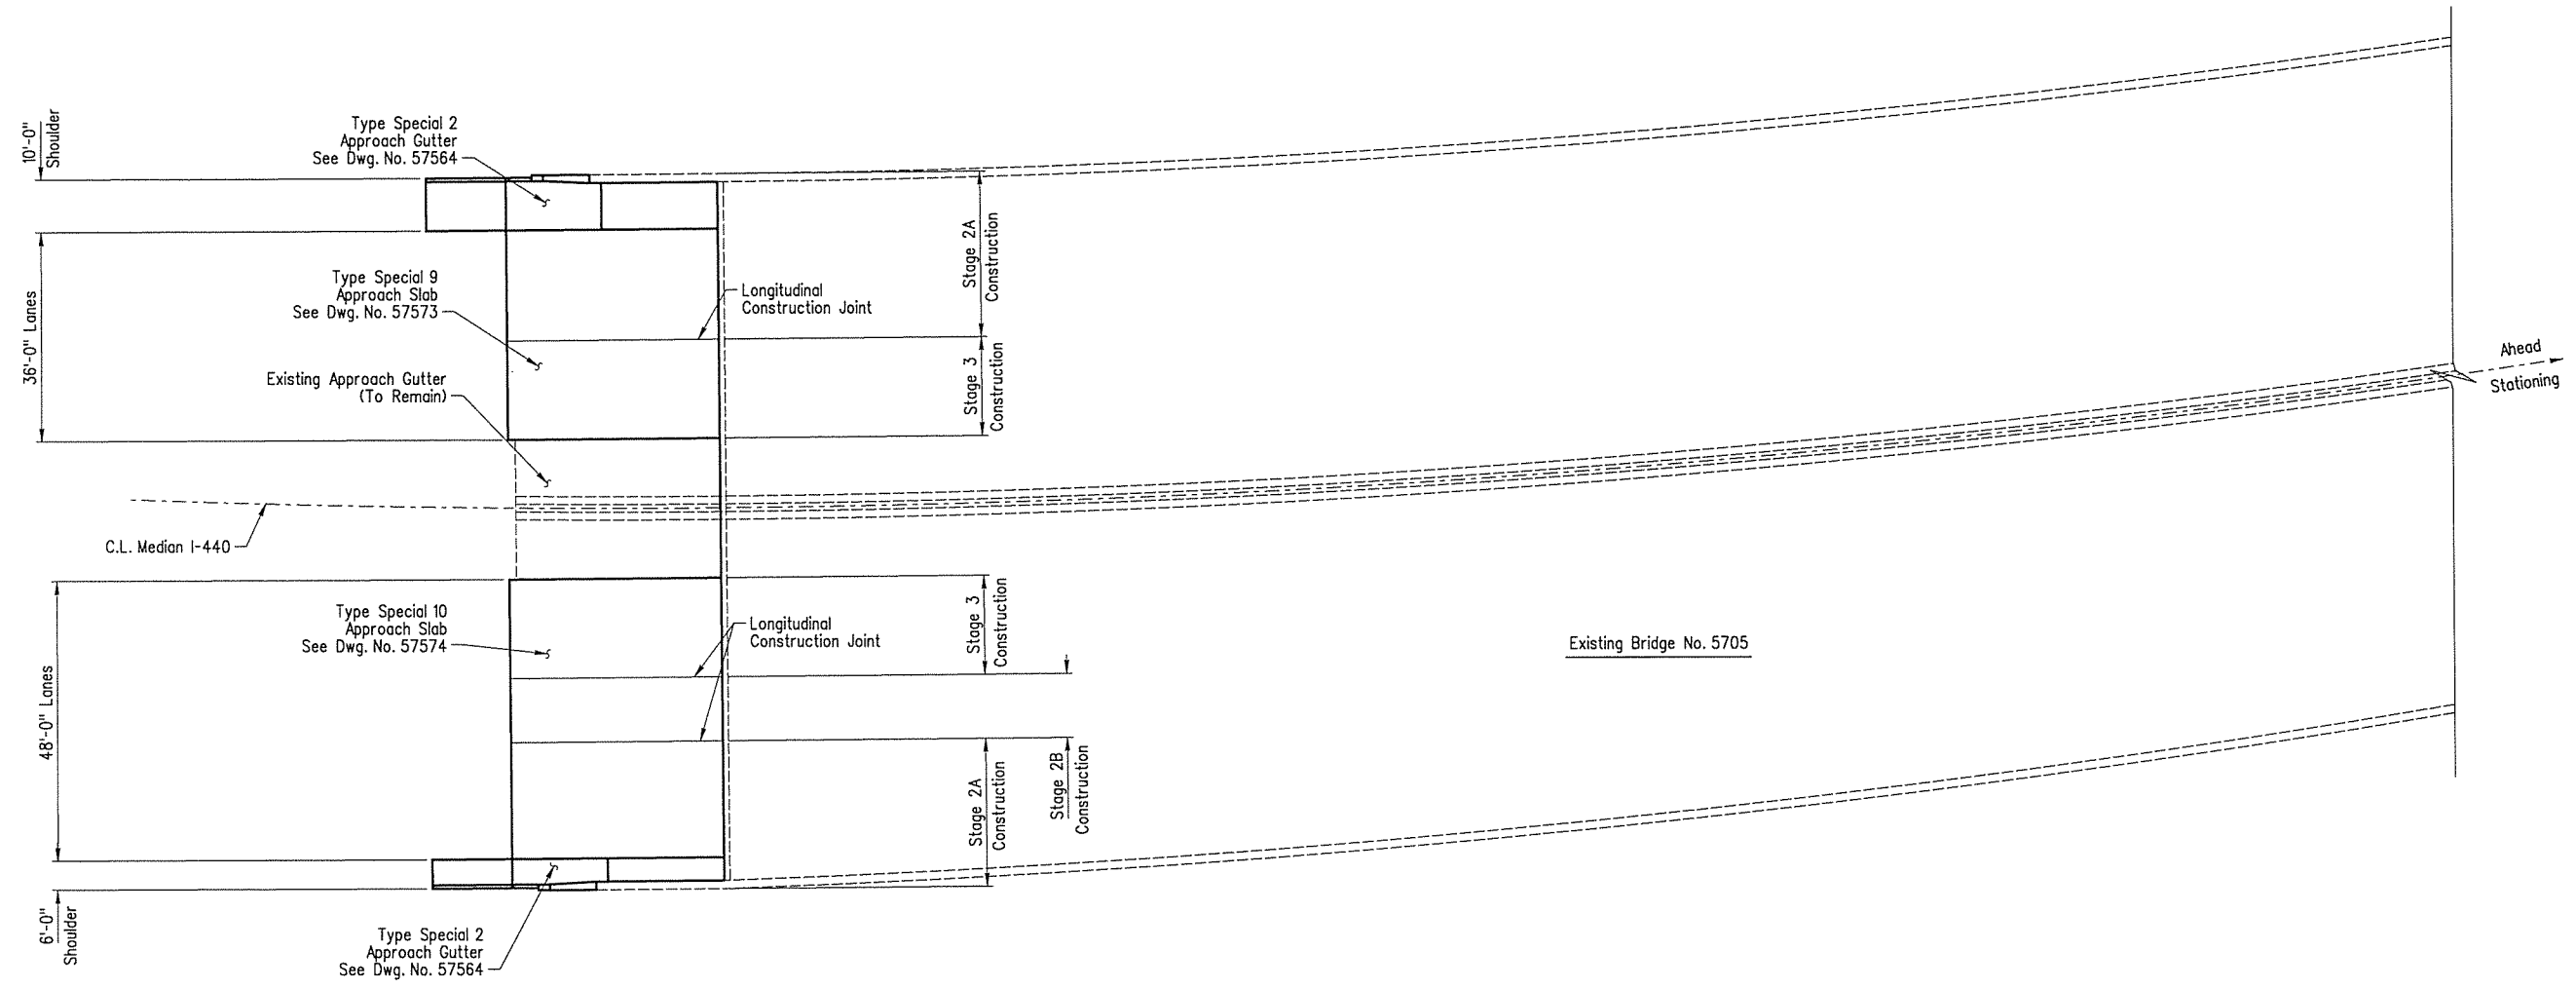 10'-0"
Shoulder
Type Special 2
Approach Gutter
See Dwg. No. 57564
36'-0" Lanes
Type Special 9
Approach Slab
See Dwg. No. 57573
Longitudinal
Construction Joint
Stage 2A
Construction
Stage 3
Construction
Existing Approach Gutter
(To Remain)
Ahead
Stationing
C.L. Median I-440
48'-0" Lanes
Type Special 10
Approach Slab
See Dwg. No. 57574
Longitudinal
Construction Joint
Stage 3
Construction
Existing Bridge No. 5705
Stage 2A
Construction
Stage 2B
Construction
6'-0"
Shoulder
Type Special 2
Approach Gutter
See Dwg. No. 57564